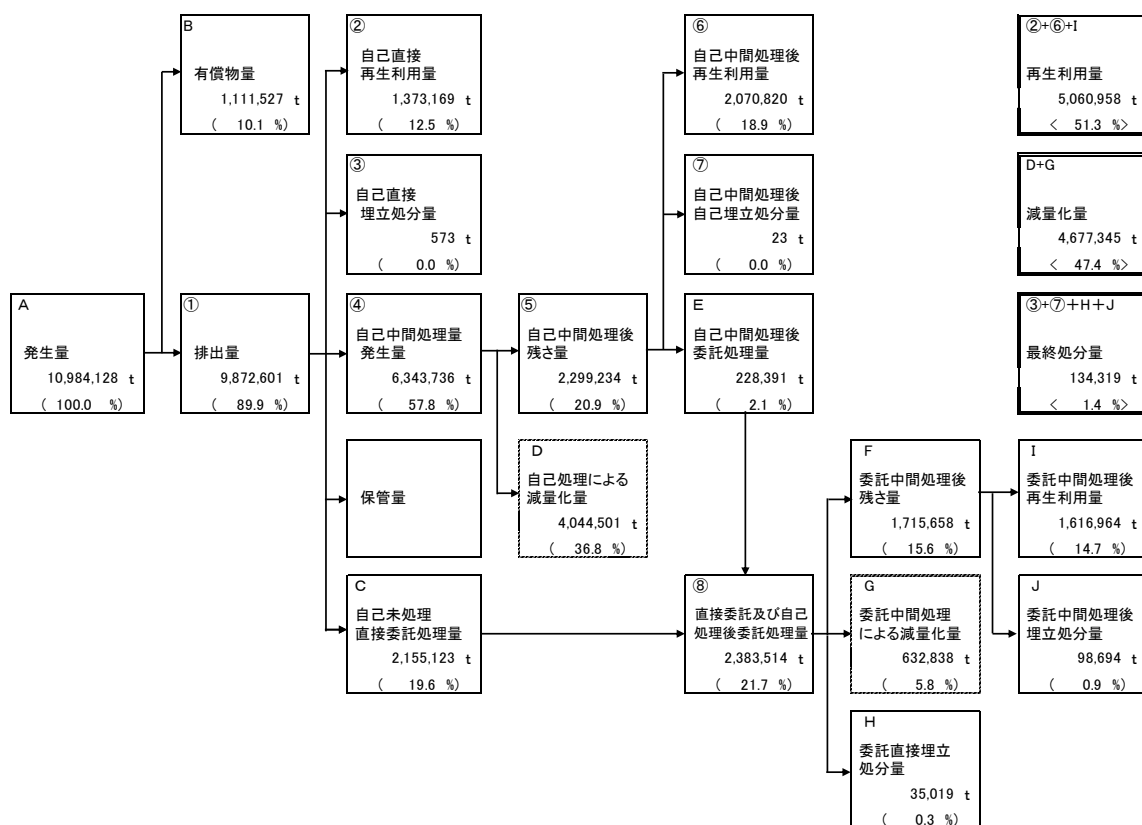 B
有償物量
1,111,527 t
( 10.1 %)
②
自己直接
再生利用量
1,373,169 t
( 12.5 %)
⑥
自己中間処理後
再生利用量
2,070,820 t
( 18.9 %)
②+⑥+I
再生利用量
5,060,958 t
< 51.3 %>
③
自己直接
埋立処分量
573 t
( 0.0 %)
⑦
自己中間処理後
自己埋立処分量
23 t
( 0.0 %)
D+G
減量化量
4,677,345 t
< 47.4 %>
A
発生量
10,984,128 t
( 100.0 %)
①
排出量
9,872,601 t
( 89.9 %)
④
自己中間処理量
発生量
6,343,736 t
( 57.8 %)
⑤
自己中間処理後
残さ量
2,299,234 t
( 20.9 %)
E
自己中間処理後
委託処理量
228,391 t
( 2.1 %)
③+⑦+H+J
最終処分量
134,319 t
< 1.4 %>
保管量
D
自己処理による
減量化量
4,044,501 t
( 36.8 %)
F
委託中間処理後
残さ量
1,715,658 t
( 15.6 %)
I
委託中間処理後
再生利用量
1,616,964 t
( 14.7 %)
C
自己未処理
直接委託処理量
2,155,123 t
( 19.6 %)
⑧
直接委託及び自己
処理後委託処理量
2,383,514 t
( 21.7 %)
G
委託中間処理
による減量化量
632,838 t
( 5.8 %)
J
委託中間処理後
埋立処分量
98,694 t
( 0.9 %)
H
委託直接埋立
処分量
35,019 t
( 0.3 %)